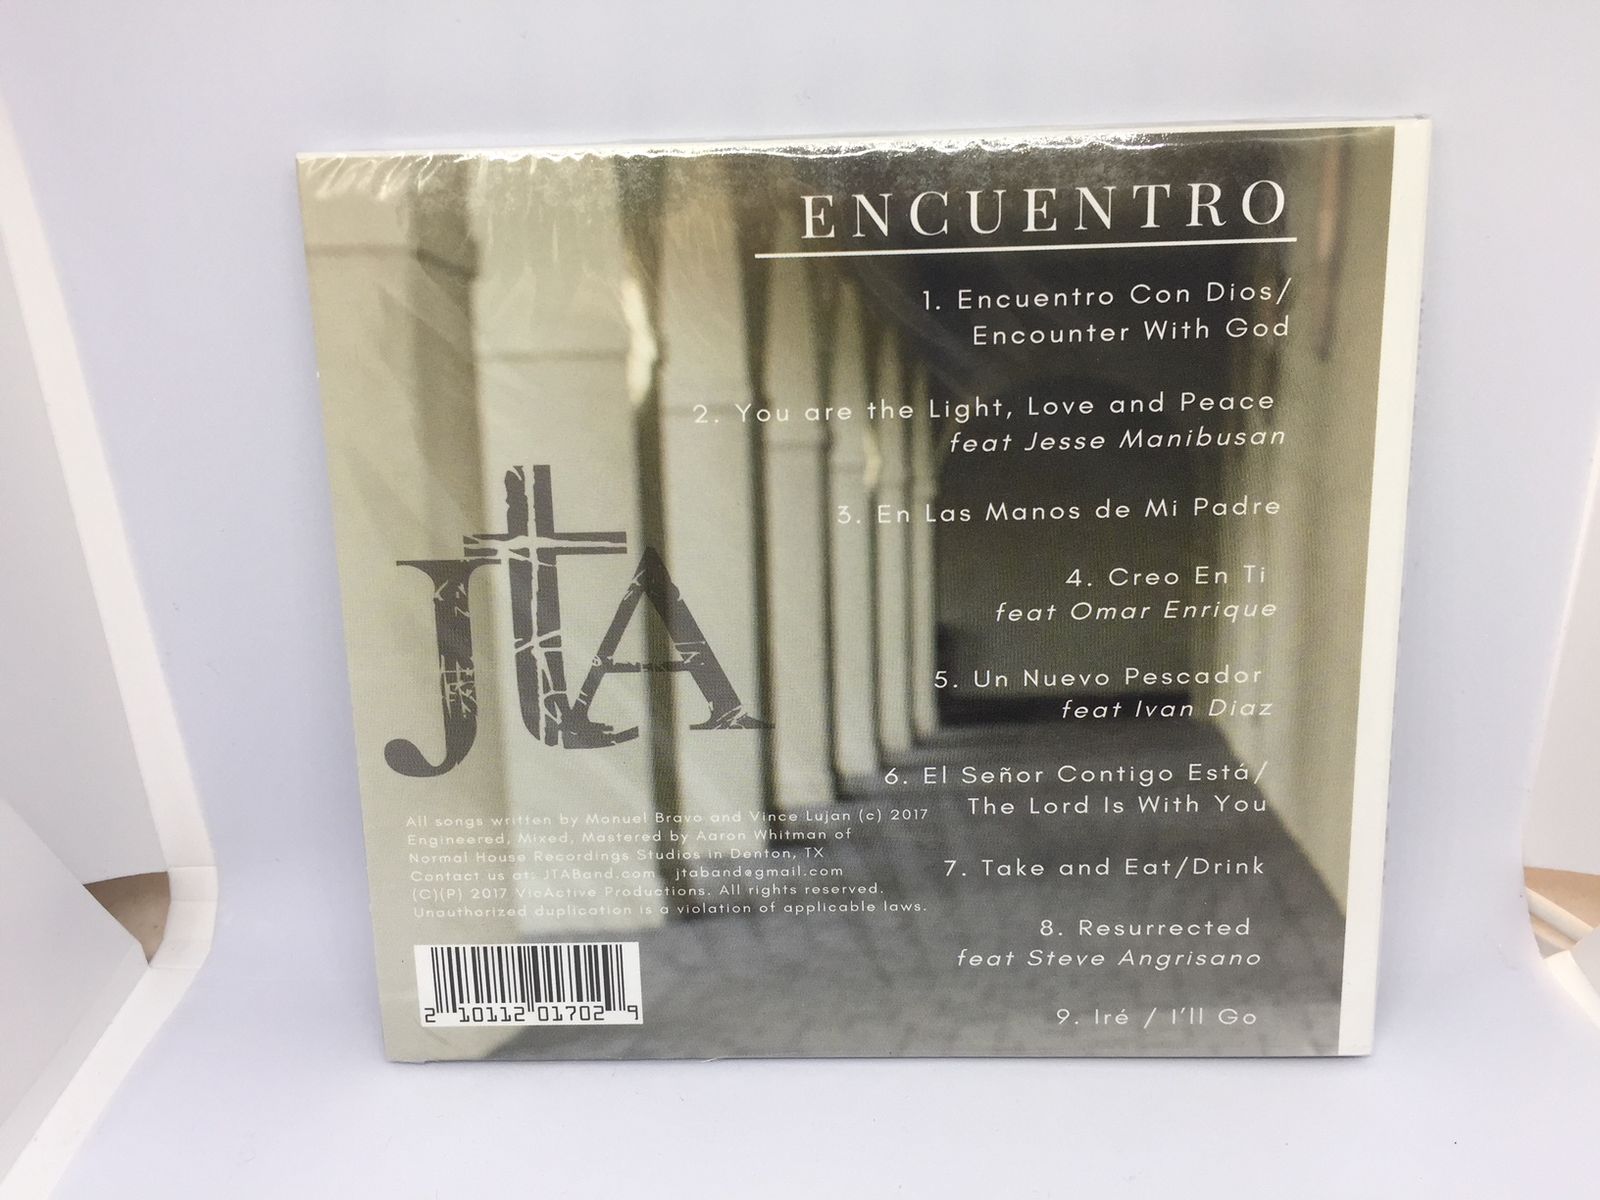 ENCUENTRO
1. Encuentro Con Dios/
Encounter With God
2. You are the Light, Love and Peace
feat Jesse Manibusan
3. En Las Manos de Mi Padre
4. Creo En Ti
feat Omar Enrique
5. Un Nuevo Pescador
feat Ivan Diaz
6. El Señor Contigo Está/
The Lord Is With You
7. Take and Eat/Drink
8. Resurrected
feat Steve Angrisano
9. Iré / I'll Go
JtA
All songs written by Manuel Bravo and Vince Lujan (c) 2017
Engineered, Mixed, Mastered by Aaron Whitman of
Normal House Recordings Studios in Denton, TX
Contact us at: JTABand.com jtaband@gmail.com
(C)(P) 2017 VicActive Productions. All rights reserved.
Unauthorized duplication is a violation of applicable laws.
2 10112 01702 9